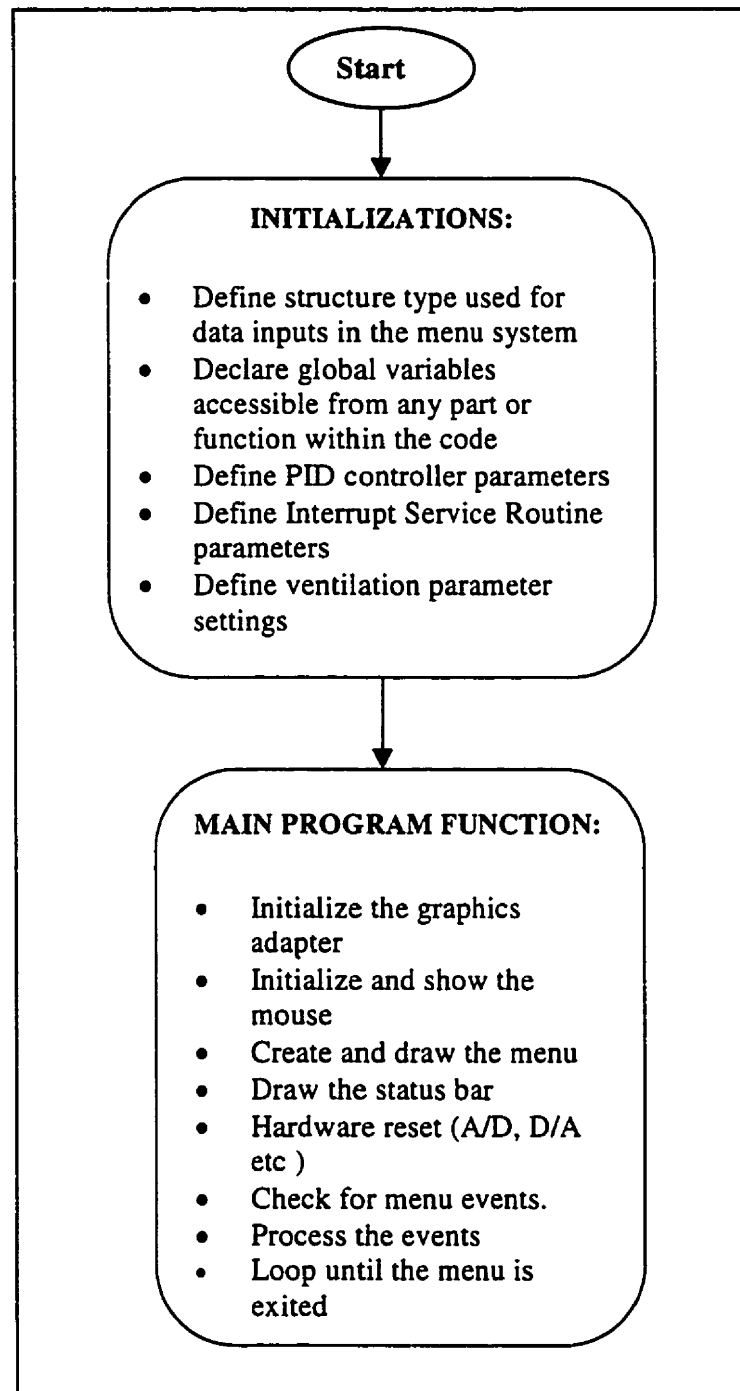 Start
INITIALIZATIONS:
• Define structure type used for
data inputs in the menu system
• Declare global variables
accessible from any part or
function within the code
• Define PID controller parameters
• Define Interrupt Service Routine
parameters
• Define ventilation parameter
settings
MAIN PROGRAM FUNCTION:
• Initialize the graphics
adapter
• Initialize and show the
mouse
• Create and draw the menu
• Draw the status bar
• Hardware reset (A/D, D/A
etc )
• Check for menu events.
• Process the events
• Loop until the menu is
exited